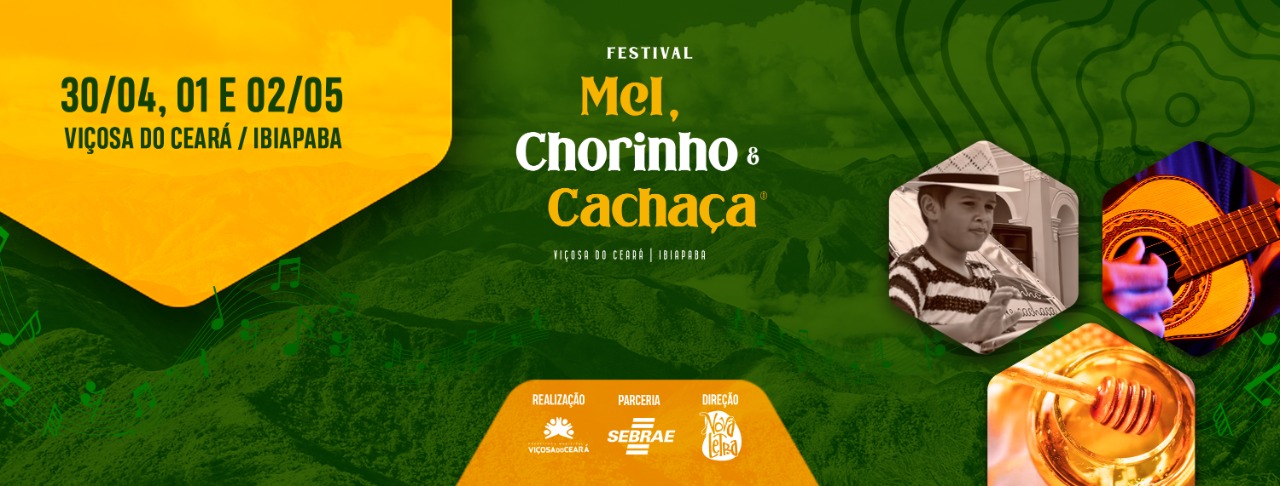 30/04, 01 E 02/05
VIÇOSA DO CEARÁ / IBIAPABA
FESTIVAL
Mel,
Chorinho &
Cachaça®
VIÇOSA DO CEARÁ | IBIAPABA
REALIZAÇÃO
VIÇOSA DO CEARÁ
PARCERIA
SEBRAE
DIREÇÃO
Nova
Letra